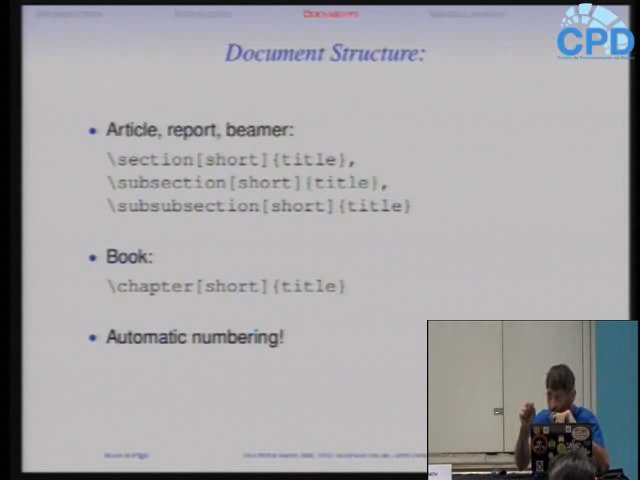 DOCUMENTS
CPD
Document Structure:
• Article, report, beamer:
\section[short]{title},
\subsection[short]{title},
\subsubsection[short]{title}
• Book:
\chapter[short]{title}
• Automatic numbering!